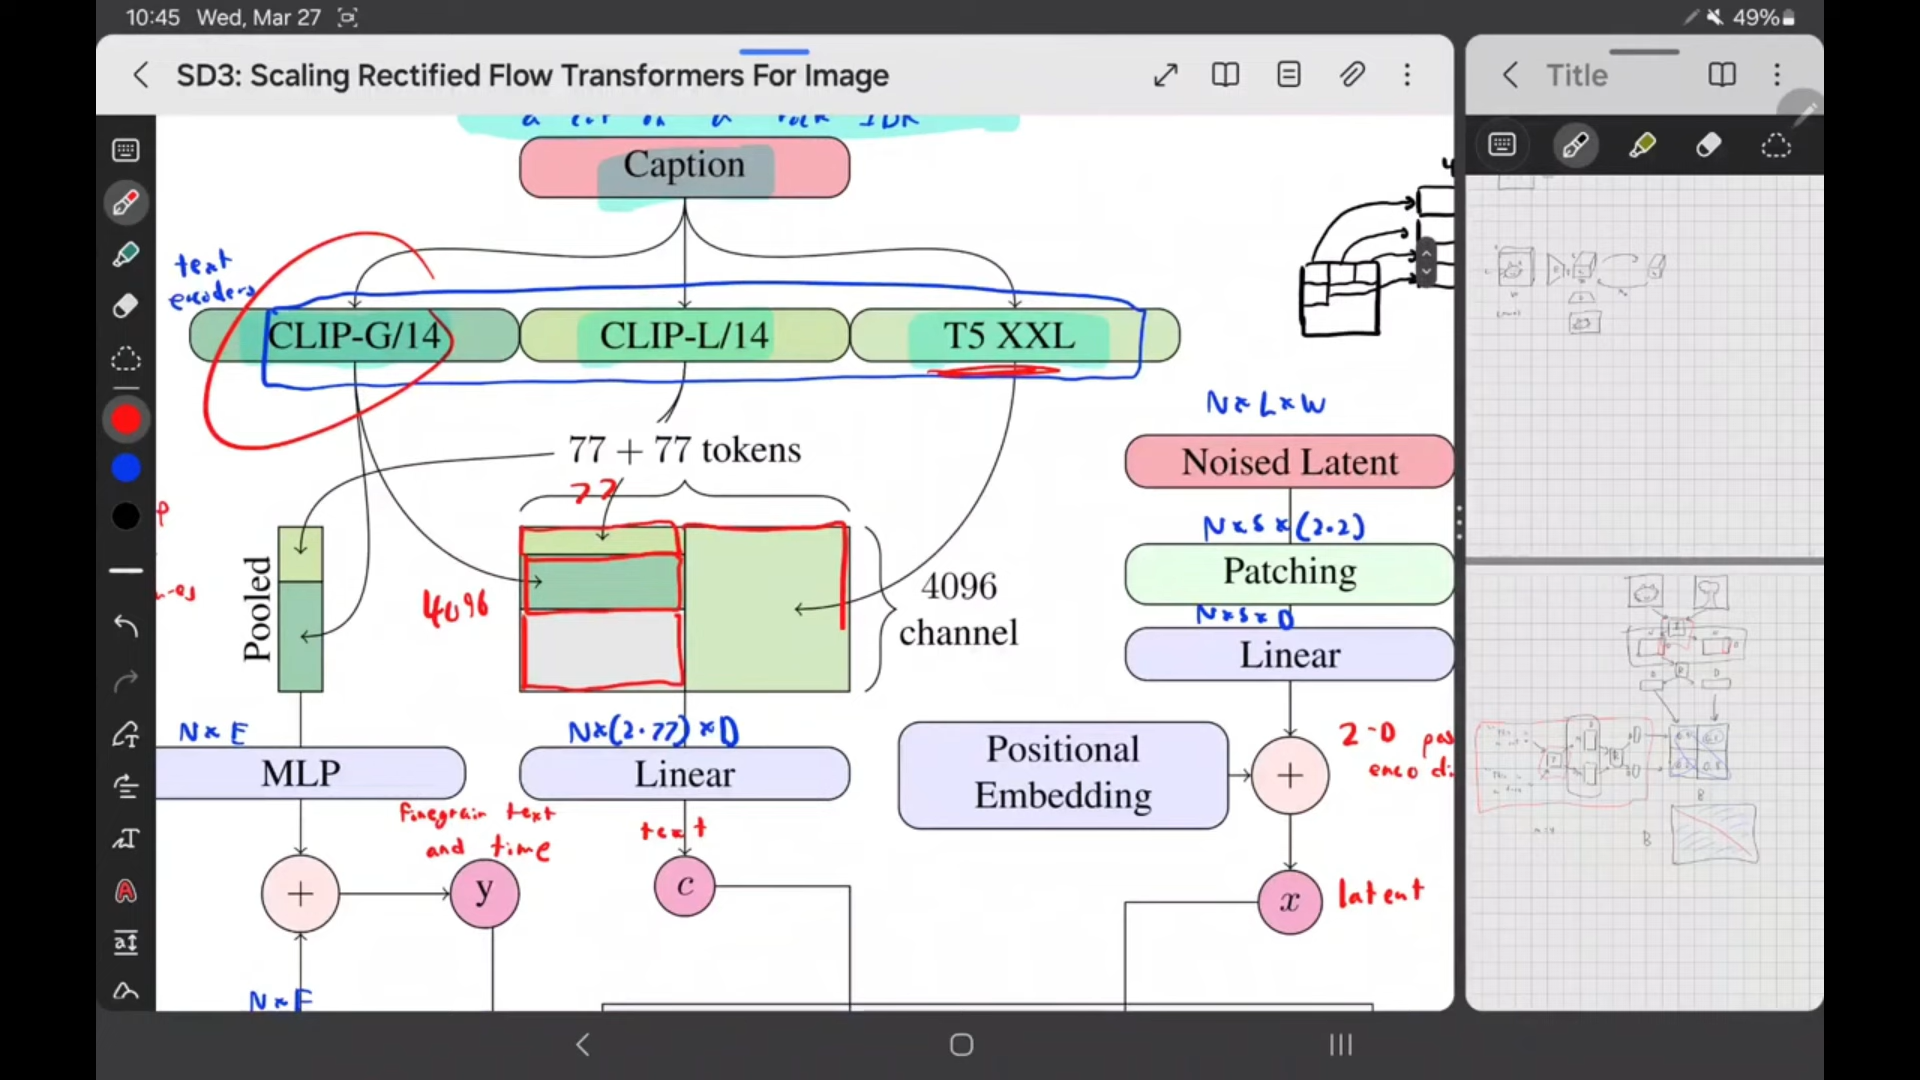 10:45 Wed, Mar 27
49%
SD3: Scaling Rectified Flow Transformers For Image
Title
Caption
text
encoders
CLIP-G/14
CLIP-L/14
T5 XXL
N×L×W
77 + 77 tokens
Noised Latent
77
N×S×(2·2)
Patching
Pooled
4096
4096
channel
N×S×D
Linear
N×E
N×(2·77)×D
MLP
Linear
Positional
Embedding
+
2-D
Finegrain text
and time
text
+
y
c
x
latent